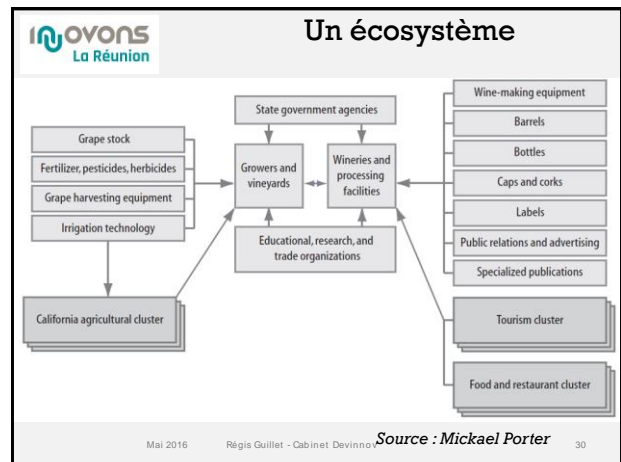 INOVONS
La Réunion
Un écosystème
State government agencies
Grape stock
Fertilizer, pesticides, herbicides
Grape harvesting equipment
Irrigation technology
Growers and
vineyards
Wineries and
processing
facilities
Educational, research, and
trade organizations
California agricultural cluster
Wine-making equipment
Barrels
Bottles
Caps and corks
Labels
Public relations and advertising
Specialized publications
Tourism cluster
Food and restaurant cluster
Mai 2016 Régis Guillet - Cabinet Devinnov Source : Mickael Porter 30